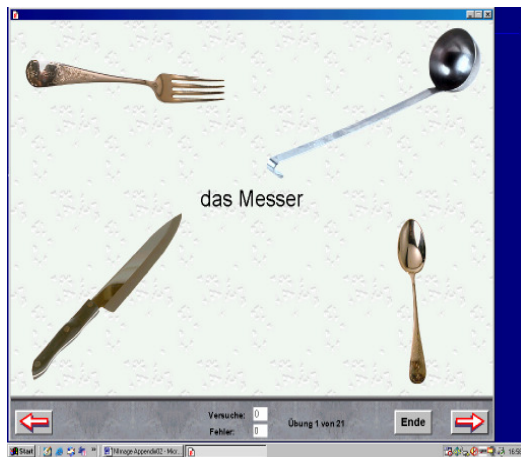 das Messer
Versuche: 0
Fehler: 0
Übung 1 von 21
Ende
Start